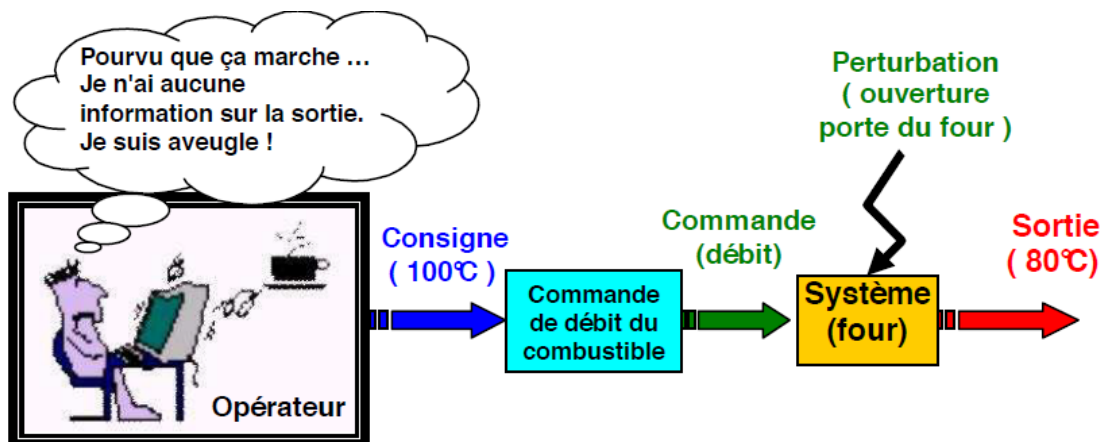 Pourvu que ça marche ...
Je n'ai aucune
information sur la sortie.
Je suis aveugle !
Opérateur
Consigne
( 100°C )
Commande
de débit du
combustible
Commande
(débit)
Perturbation
( ouverture
porte du four )
Système
(four)
Sortie
( 80°C)